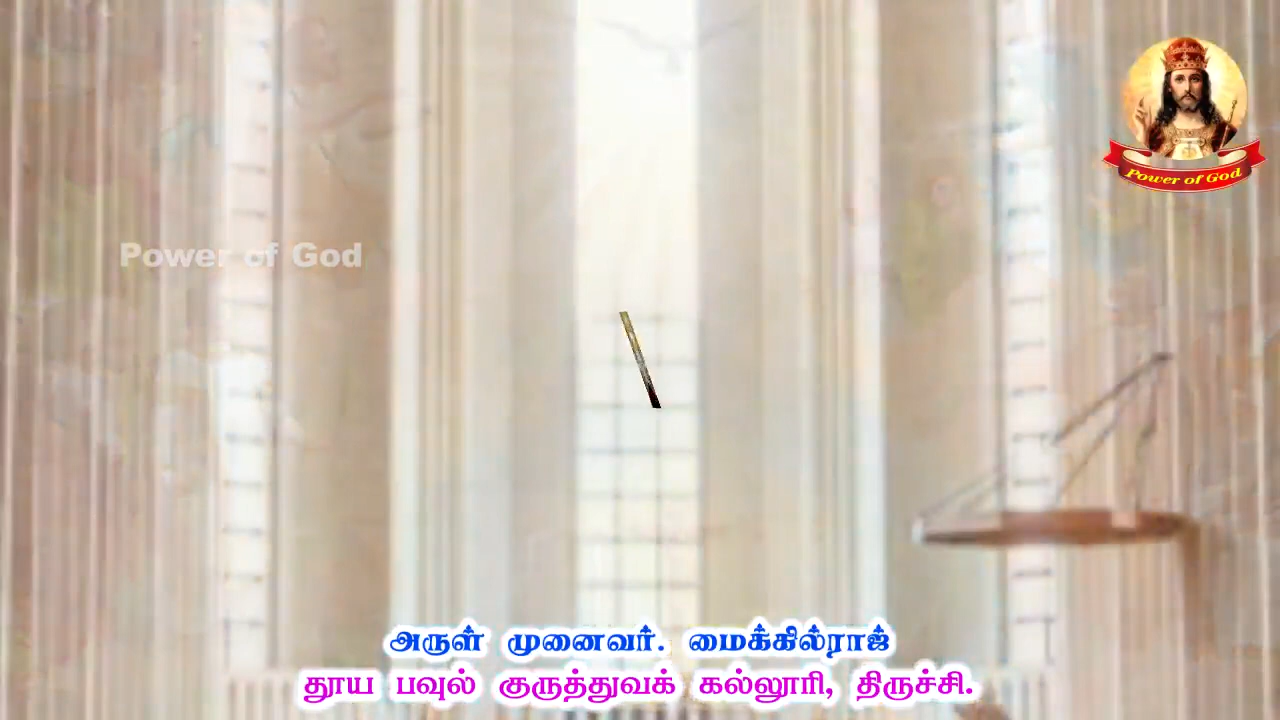 Power of God
Power of God
அருள் முனைவர். மைக்கில்ராஜ்
தூய பவுல் குருத்துவக் கல்லூரி, திருச்சி.